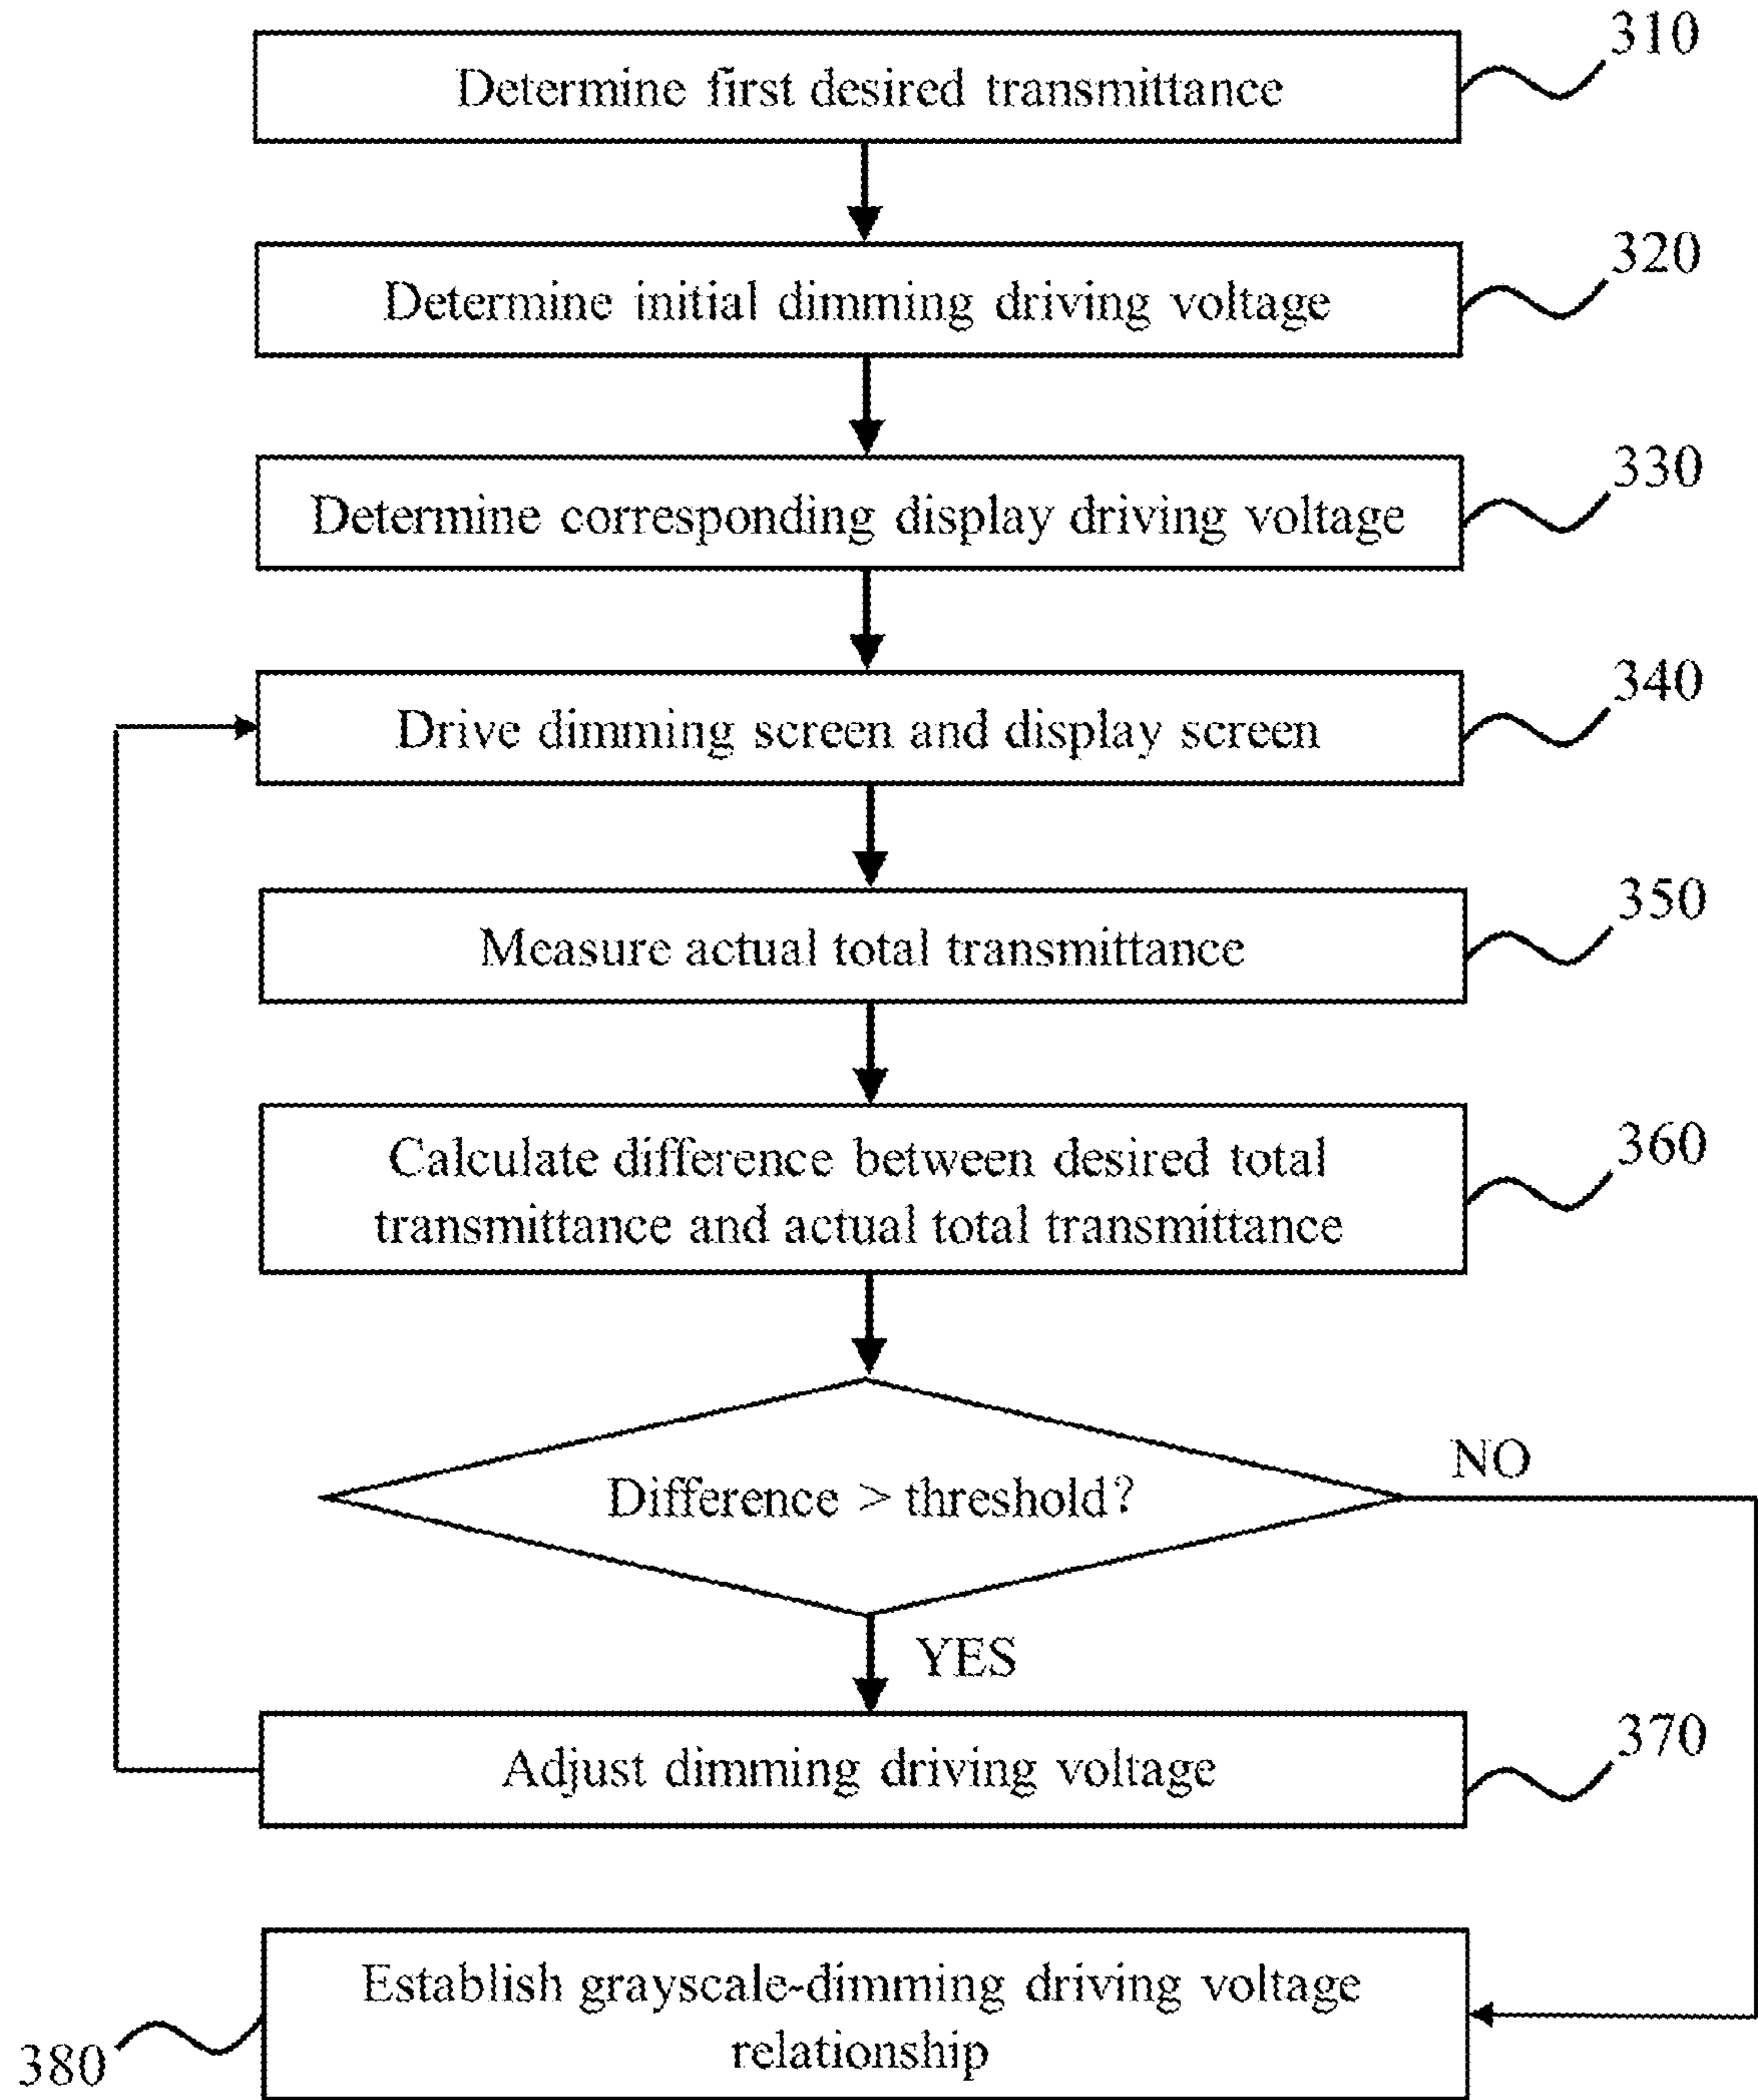 310
Determine first desired transmittance
320
Determine initial dimming driving voltage
330
Determine corresponding display driving voltage
340
Drive dimming screen and display screen
350
Measure actual total transmittance
360
Calculate difference between desired total
transmittance and actual total transmittance
NO
Difference > threshold?
YES
370
Adjust dimming driving voltage
Establish grayscale-dimming driving voltage
relationship
380